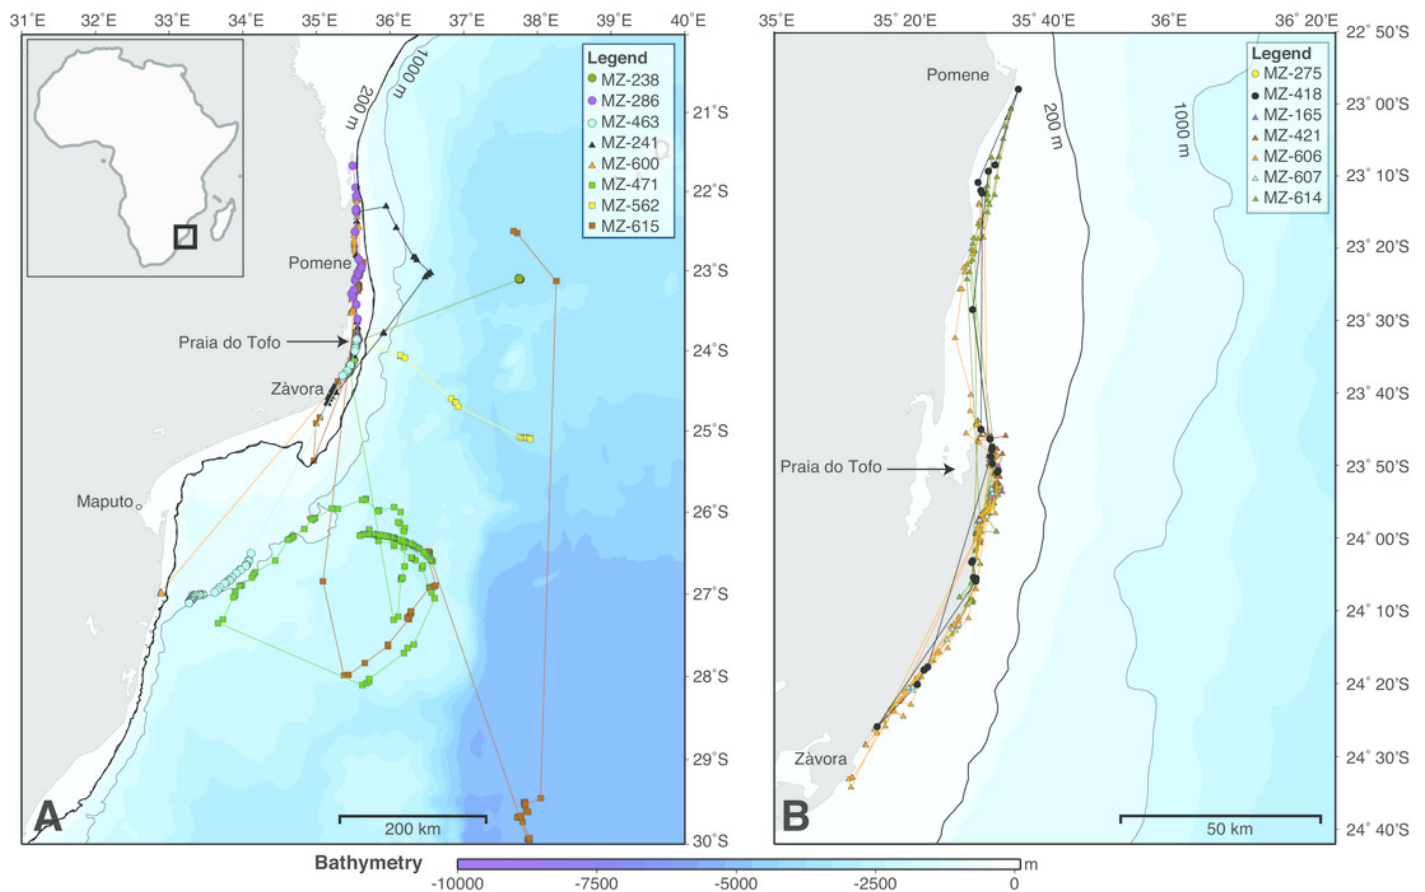 31°E 32°E 33°E 34°E 35°E 36°E 37°E 38°E 39°E 40°E
21°S
22°S
23°S
24°S
25°S
26°S
27°S
28°S
29°S
30°S
200 m
1000 m
Legend
MZ-238
MZ-286
MZ-463
MZ-241
MZ-600
MZ-471
MZ-562
MZ-615
Pomene
Praia do Tofo
Zàvora
Maputo
A
200 km
35°E 35°20'E 35°40'E 36°E 36°20'E
22°50'S
23°00'S
23°10'S
23°20'S
23°30'S
23°40'S
23°50'S
24°00'S
24°10'S
24°20'S
24°30'S
24°40'S
Legend
MZ-275
MZ-418
MZ-165
MZ-421
MZ-606
MZ-607
MZ-614
Pomene
200 m
1000 m
Praia do Tofo
Zàvora
B
50 km
Bathymetry
m
-10000 -7500 -5000 -2500 0